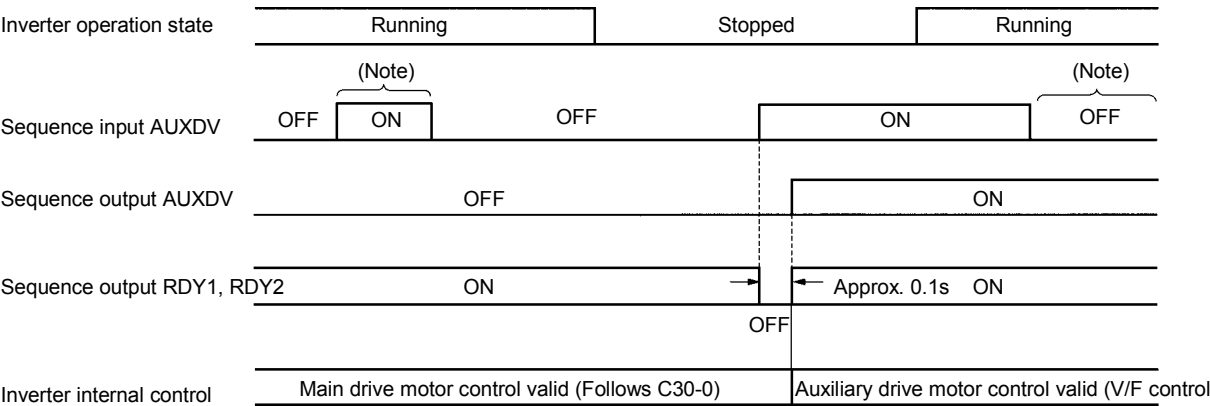 Inverter operation state Running Stopped Running
(Note) (Note)
Sequence input AUXDV OFF ON OFF ON OFF
Sequence output AUXDV OFF ON
Sequence output RDY1, RDY2 ON Approx. 0.1s ON
OFF
Inverter internal control Main drive motor control valid (Follows C30-0) Auxiliary drive motor control valid (V/F control